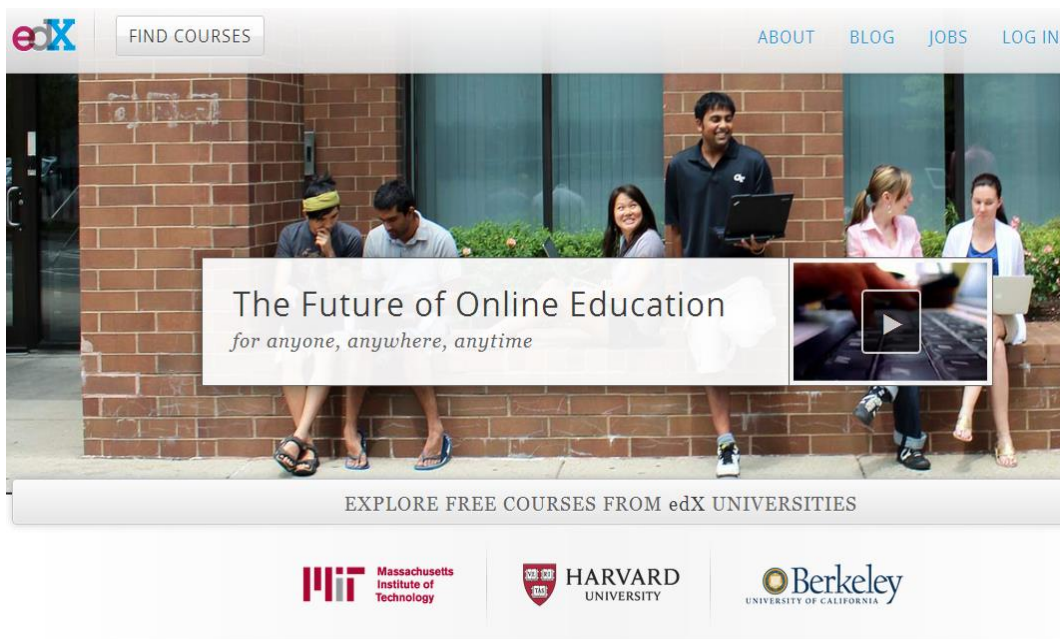 edX
FIND COURSES
ABOUT
BLOG
JOBS
LOG IN
The Future of Online Education
for anyone, anywhere, anytime
EXPLORE FREE COURSES FROM edX UNIVERSITIES
MIT
Massachusetts
Institute of
Technology
HARVARD
UNIVERSITY
Berkeley
UNIVERSITY OF CALIFORNIA